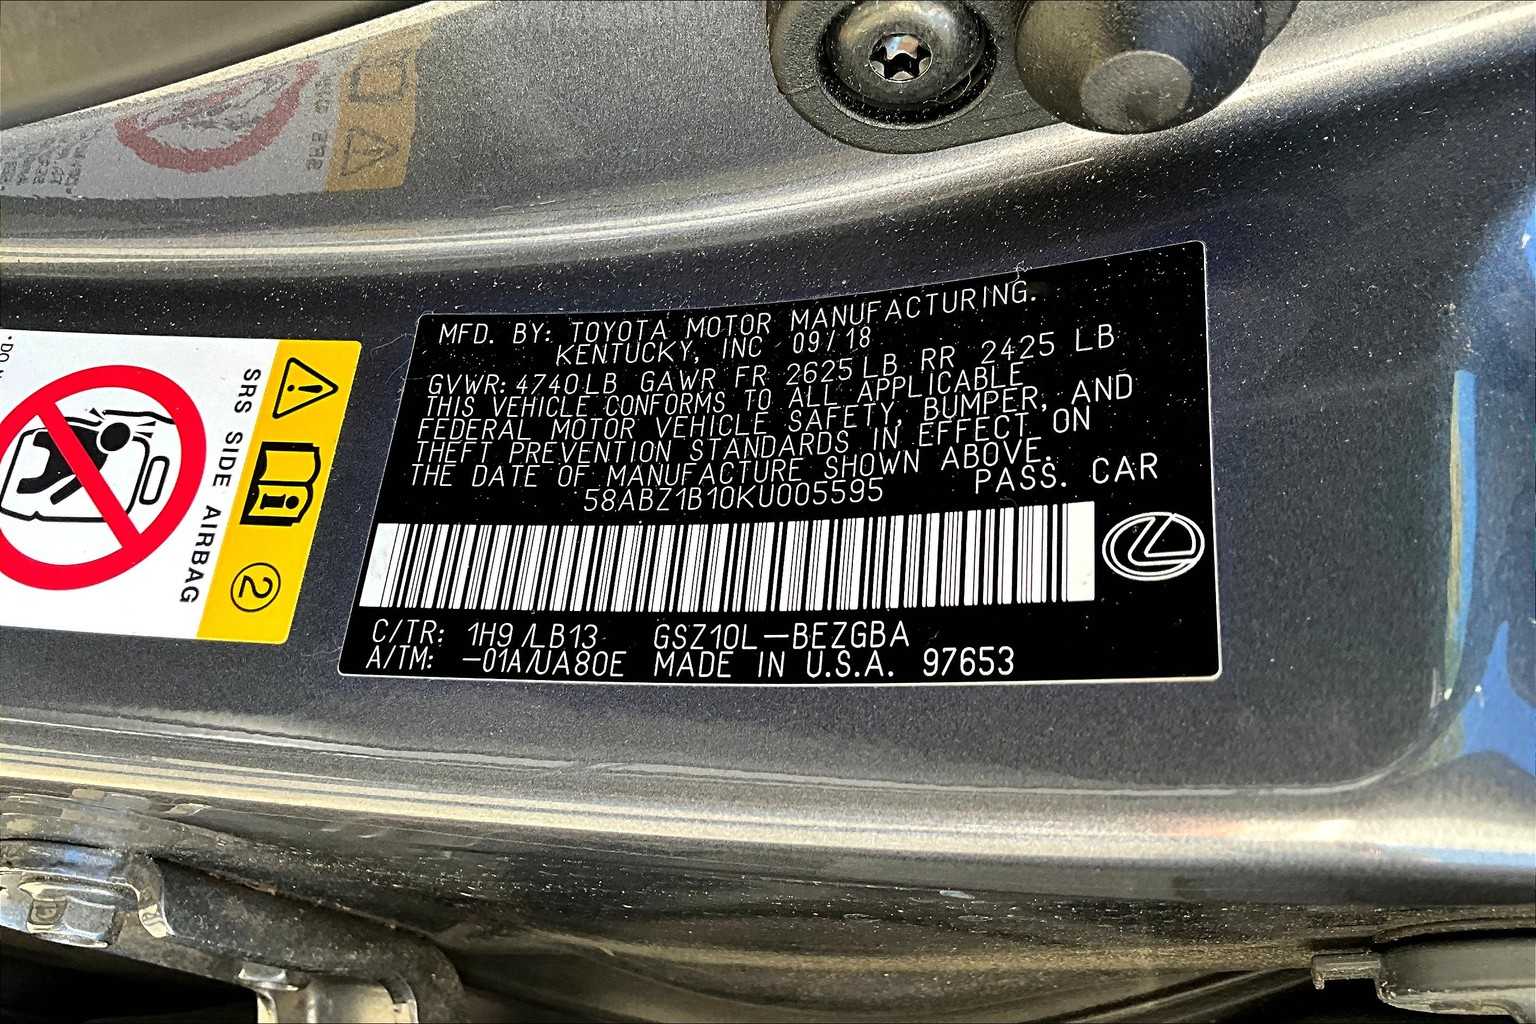 MFD. BY: TOYOTA MOTOR MANUFACTURING.
KENTUCKY, INC 09/18
GVWR: 4740LB GAWR FR 2625LB RR 2425 LB
THIS VEHICLE CONFORMS TO ALL APPLICABLE
FEDERAL MOTOR VEHICLE SAFETY, BUMPER, AND
THEFT PREVENTION STANDARDS IN EFFECT ON
THE DATE OF MANUFACTURE SHOWN ABOVE.
58ABZ1B10KU005595 PASS. CAR
C/TR: 1H9/LB13 GSZ10L-BEZGBA
A/TM: -01A/UA80E MADE IN U.S.A. 97653
SRS SIDE AIRBAG
2